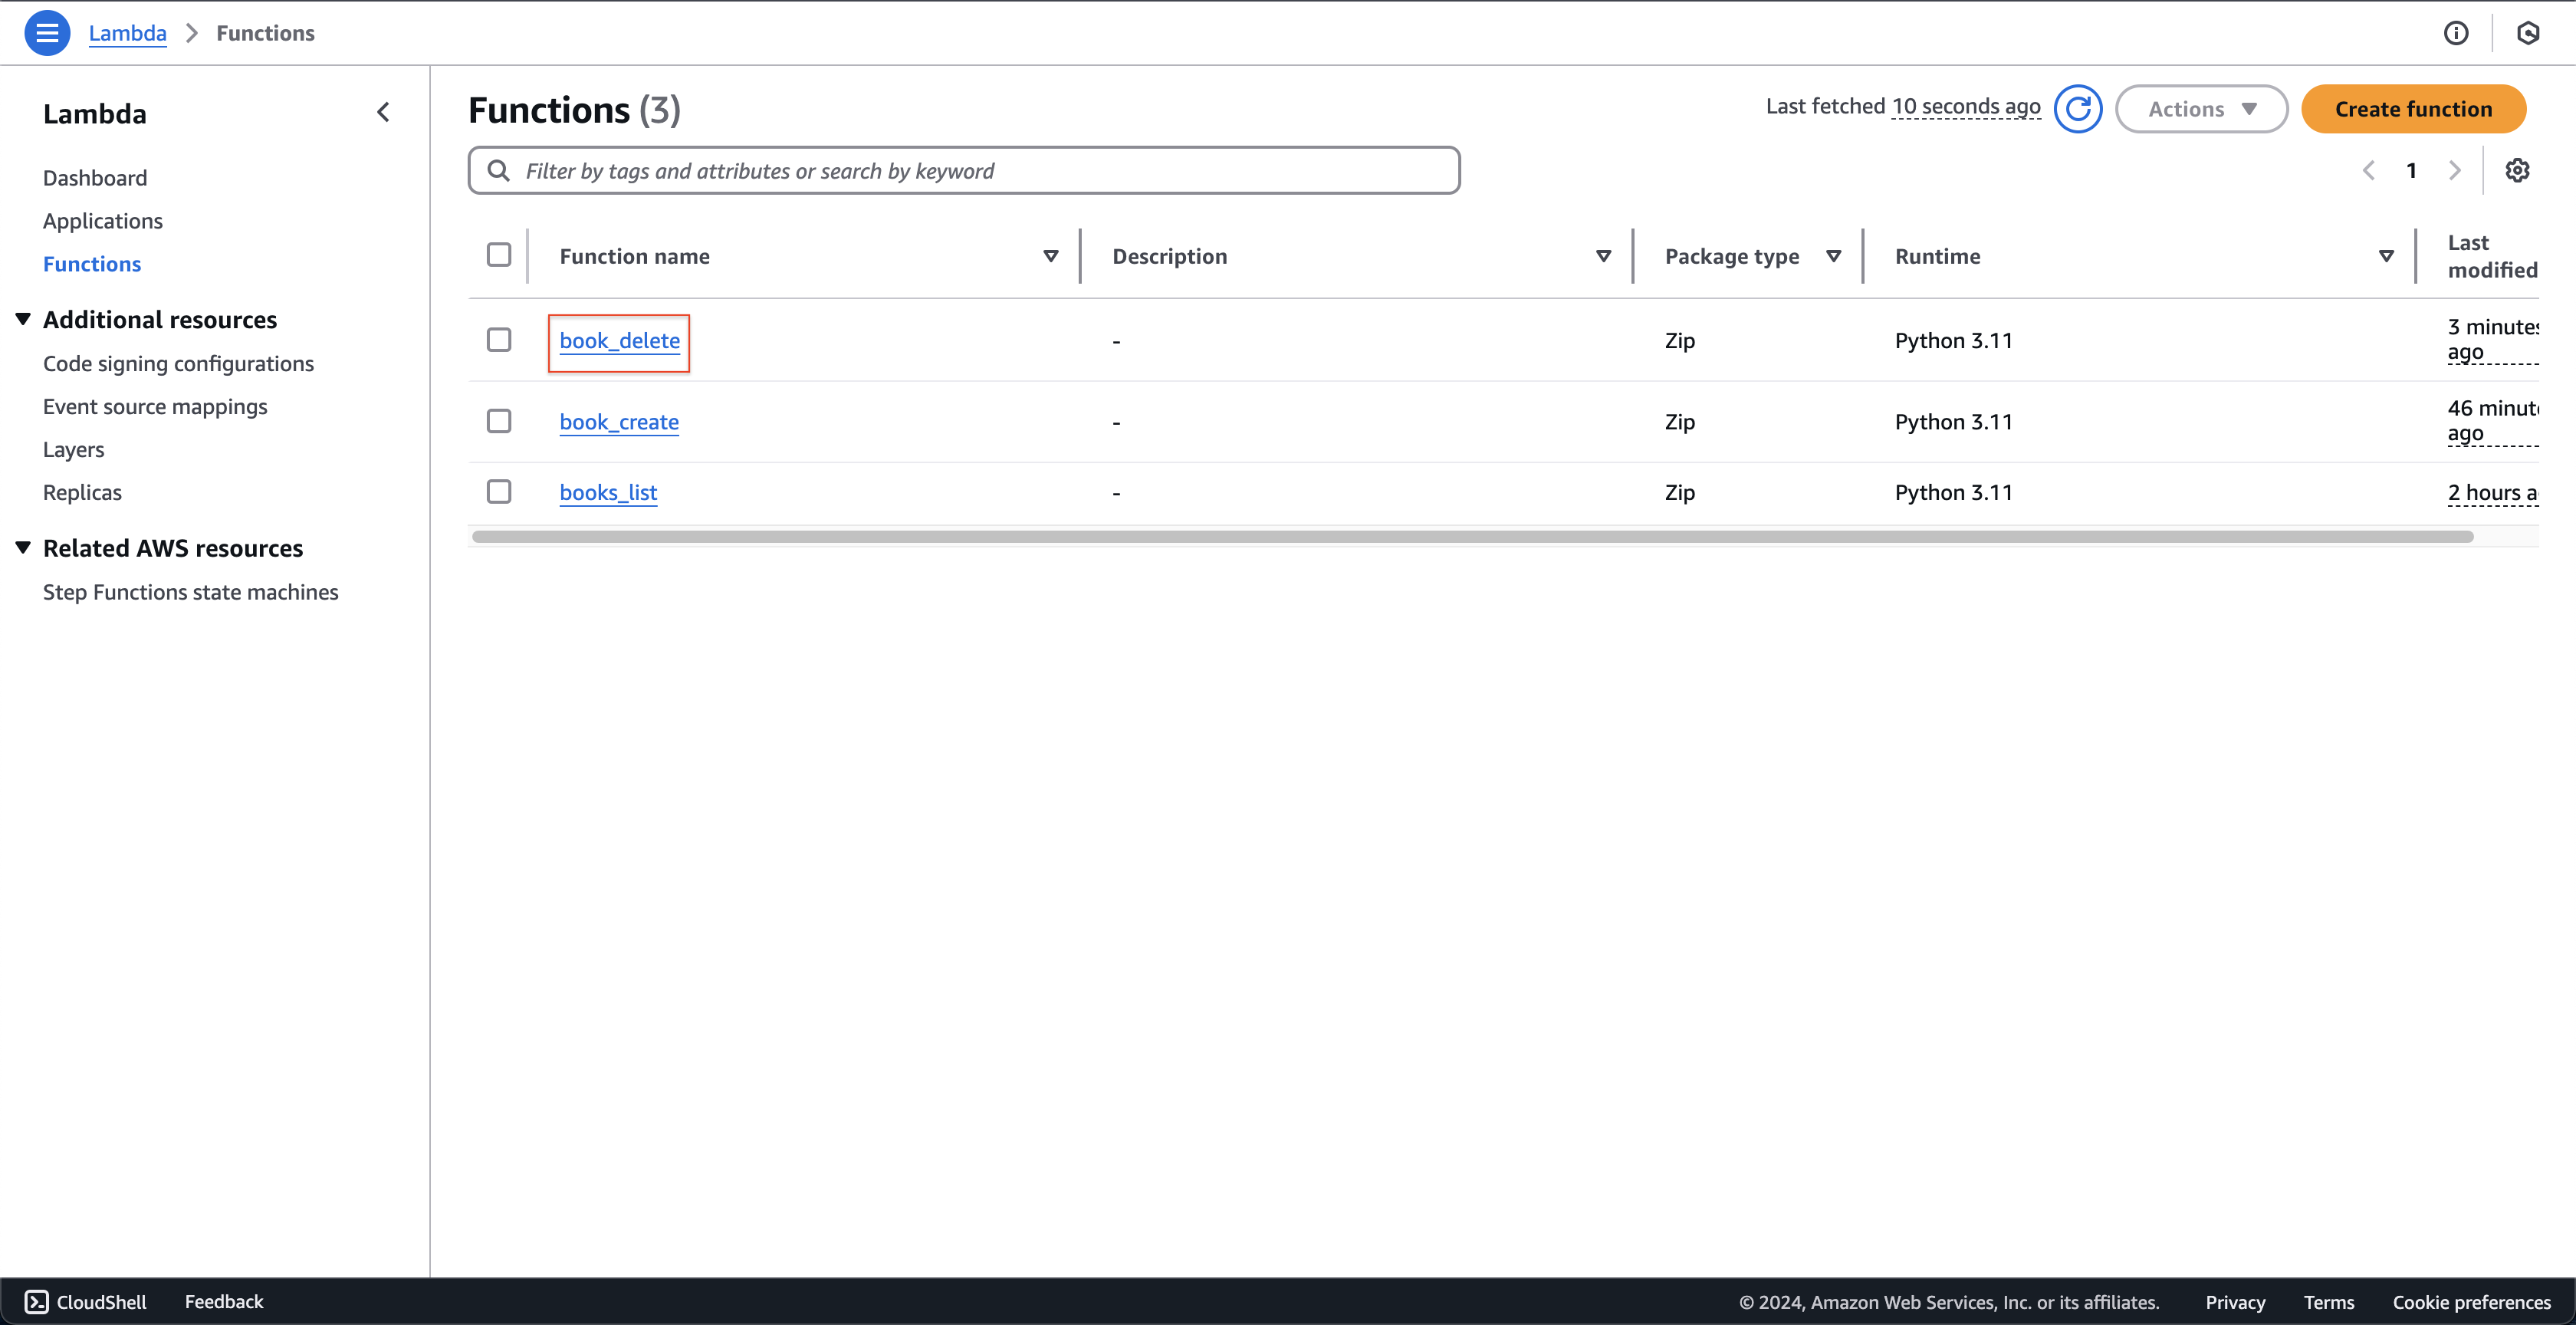 Lambda > Functions
Lambda
Dashboard
Applications
Functions
Additional resources
Code signing configurations
Event source mappings
Layers
Replicas
Related AWS resources
Step Functions state machines
Functions (3)
Last fetched 10 seconds ago
Actions
Create function
Filter by tags and attributes or search by keyword
1
Function name Description Package type Runtime Last modified
book_delete - Zip Python 3.11 3 minutes ago
book_create - Zip Python 3.11 46 minut ago
books_list - Zip Python 3.11 2 hours a
CloudShell Feedback © 2024, Amazon Web Services, Inc. or its affiliates. Privacy Terms Cookie preferences